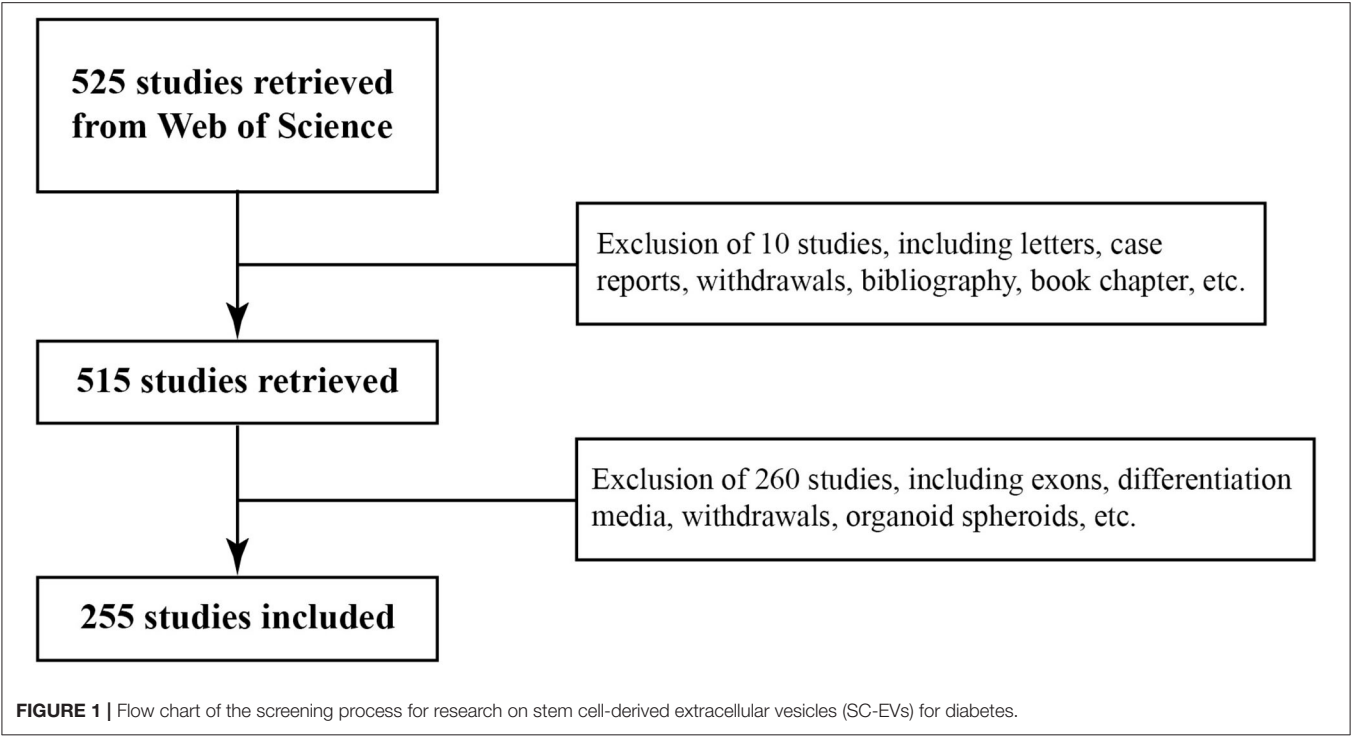 525 studies retrieved
from Web of Science
Exclusion of 10 studies, including letters, case
reports, withdrawals, bibliography, book chapter, etc.
515 studies retrieved
Exclusion of 260 studies, including exons, differentiation
media, withdrawals, organoid spheroids, etc.
255 studies included
FIGURE 1 | Flow chart of the screening process for research on stem cell-derived extracellular vesicles (SC-EVs) for diabetes.